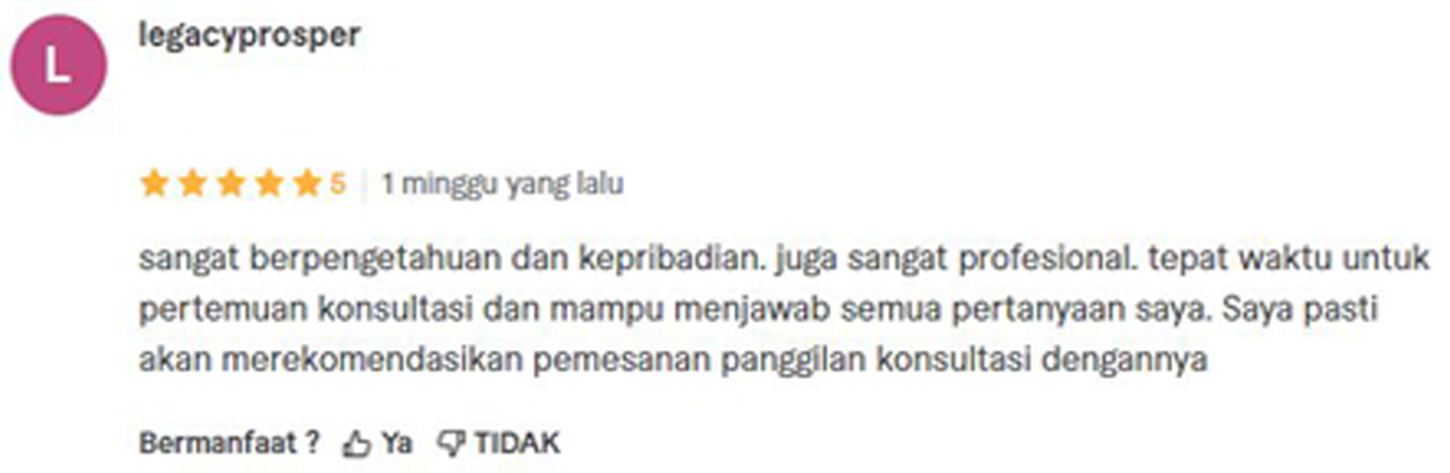 L
legacyprosper
5 | 1 minggu yang lalu
sangat berpengetahuan dan kepribadian. juga sangat profesional. tepat waktu untuk
pertemuan konsultasi dan mampu menjawab semua pertanyaan saya. Saya pasti
akan merekomendasikan pemesanan panggilan konsultasi dengannya
Bermanfaat ? Ya TIDAK